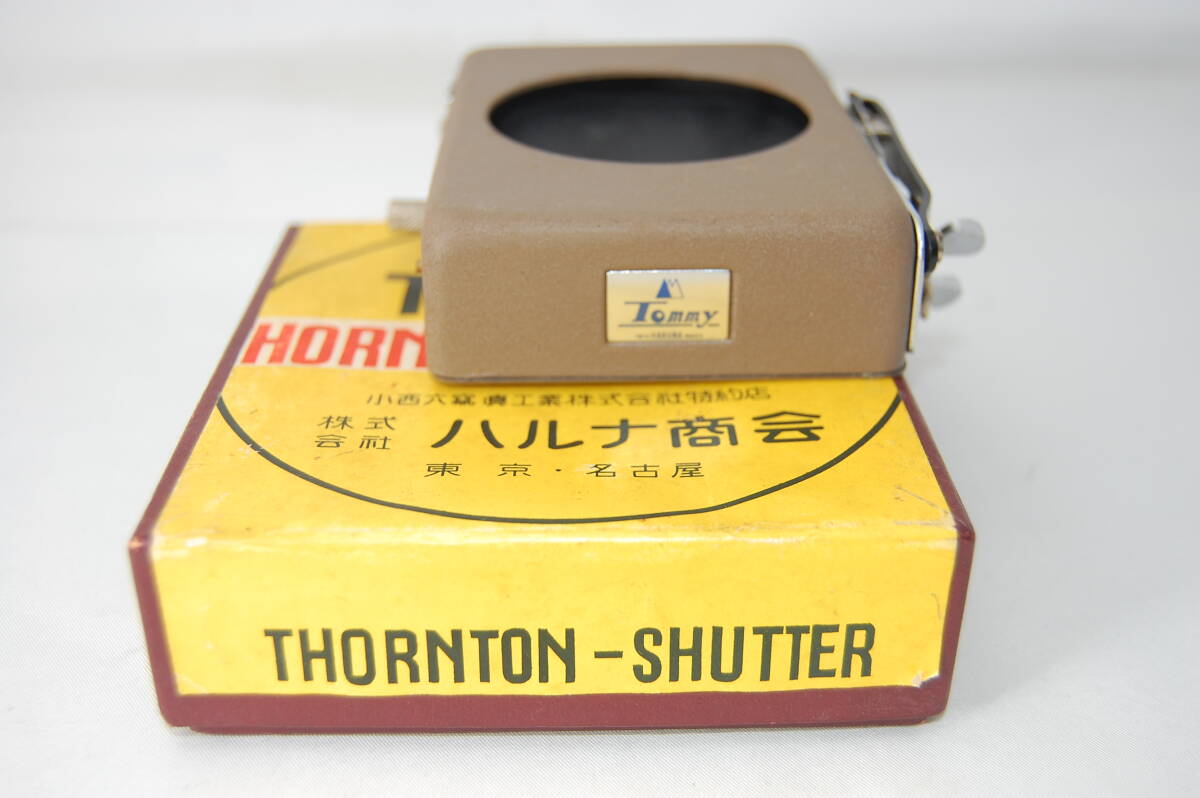 Tommy
HORN
小西六寫真工業株式会社特約店
株式会社 ハルナ商会
東京・名古屋
THORNTON-SHUTTER